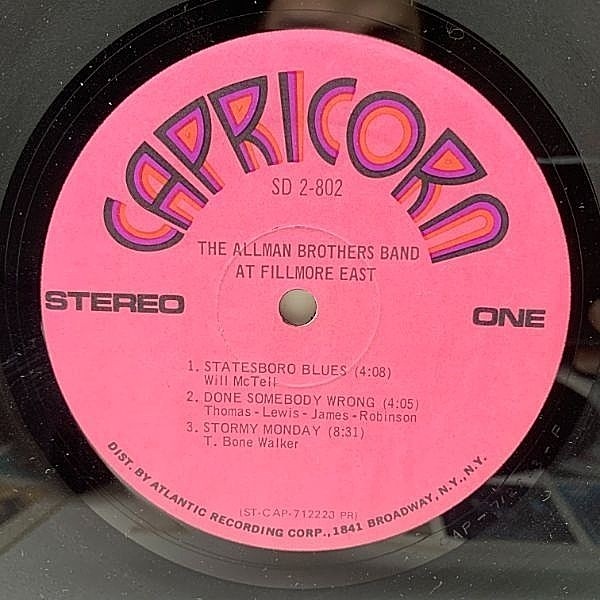 CAPRICORN
SD 2-802
THE ALLMAN BROTHERS BAND
AT FILLMORE EAST
STEREO
ONE
1. STATESBORO BLUES (4:08)
Will McTell
2. DONE SOMEBODY WRONG (4:05)
Thomas-Lewis-James-Robinson
3. STORMY MONDAY (8:31)
T. Bone Walker
(ST-CAP-712223 PR)
DIST. BY ATLANTIC RECORDING CORP., 1841 BROADWAY, N.Y., N.Y.